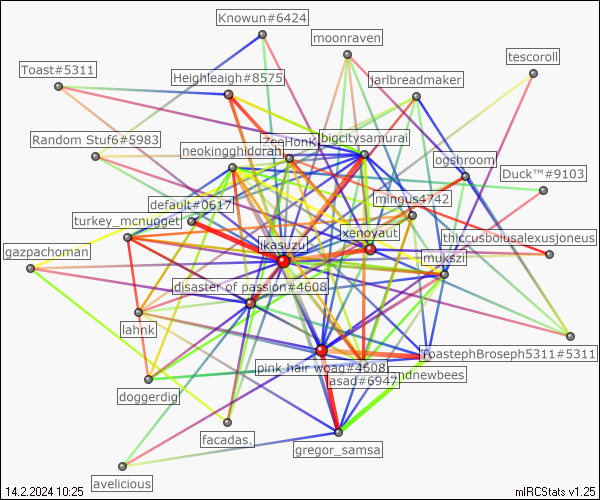 Knowun#6424
moonraven
tescoroll
Toast#5311
Heighleaigh#8575
jarlbreadmaker
Random Stuf6#5983
ZeeHonK
bigcitysamurai
neokingghidorah
ogshroom
Duck™#9103
default#0617
mingus4742
turkey_mcnugget
jikasuzu
xenoyaut
thiccusboiusalexusjoneus
gazpachoman
mukszi
disaster of passion#4608
lahnk
ToastephBroseph5311#5311
pink hair woag#4608
asad#6947
ndnewbees
doggerdig
facadas.
gregor_samsa
avelicious
14.2.2024 10:25
mIRCStats v1.25